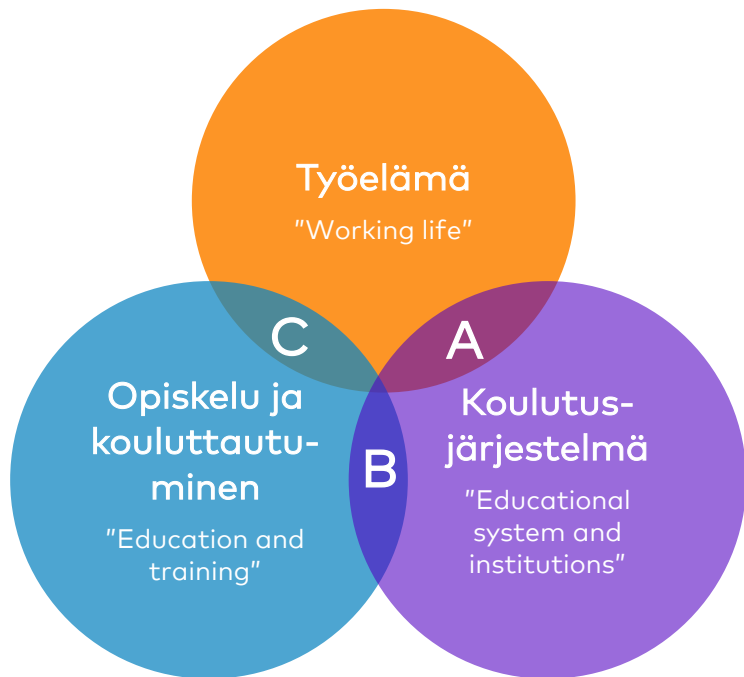 Työelämä
”Working life”
C
A
Opiskelu ja
kouluttautu-
minen
”Education and
training”
B
Koulutus-
järjestelmä
”Educational
system and
institutions”